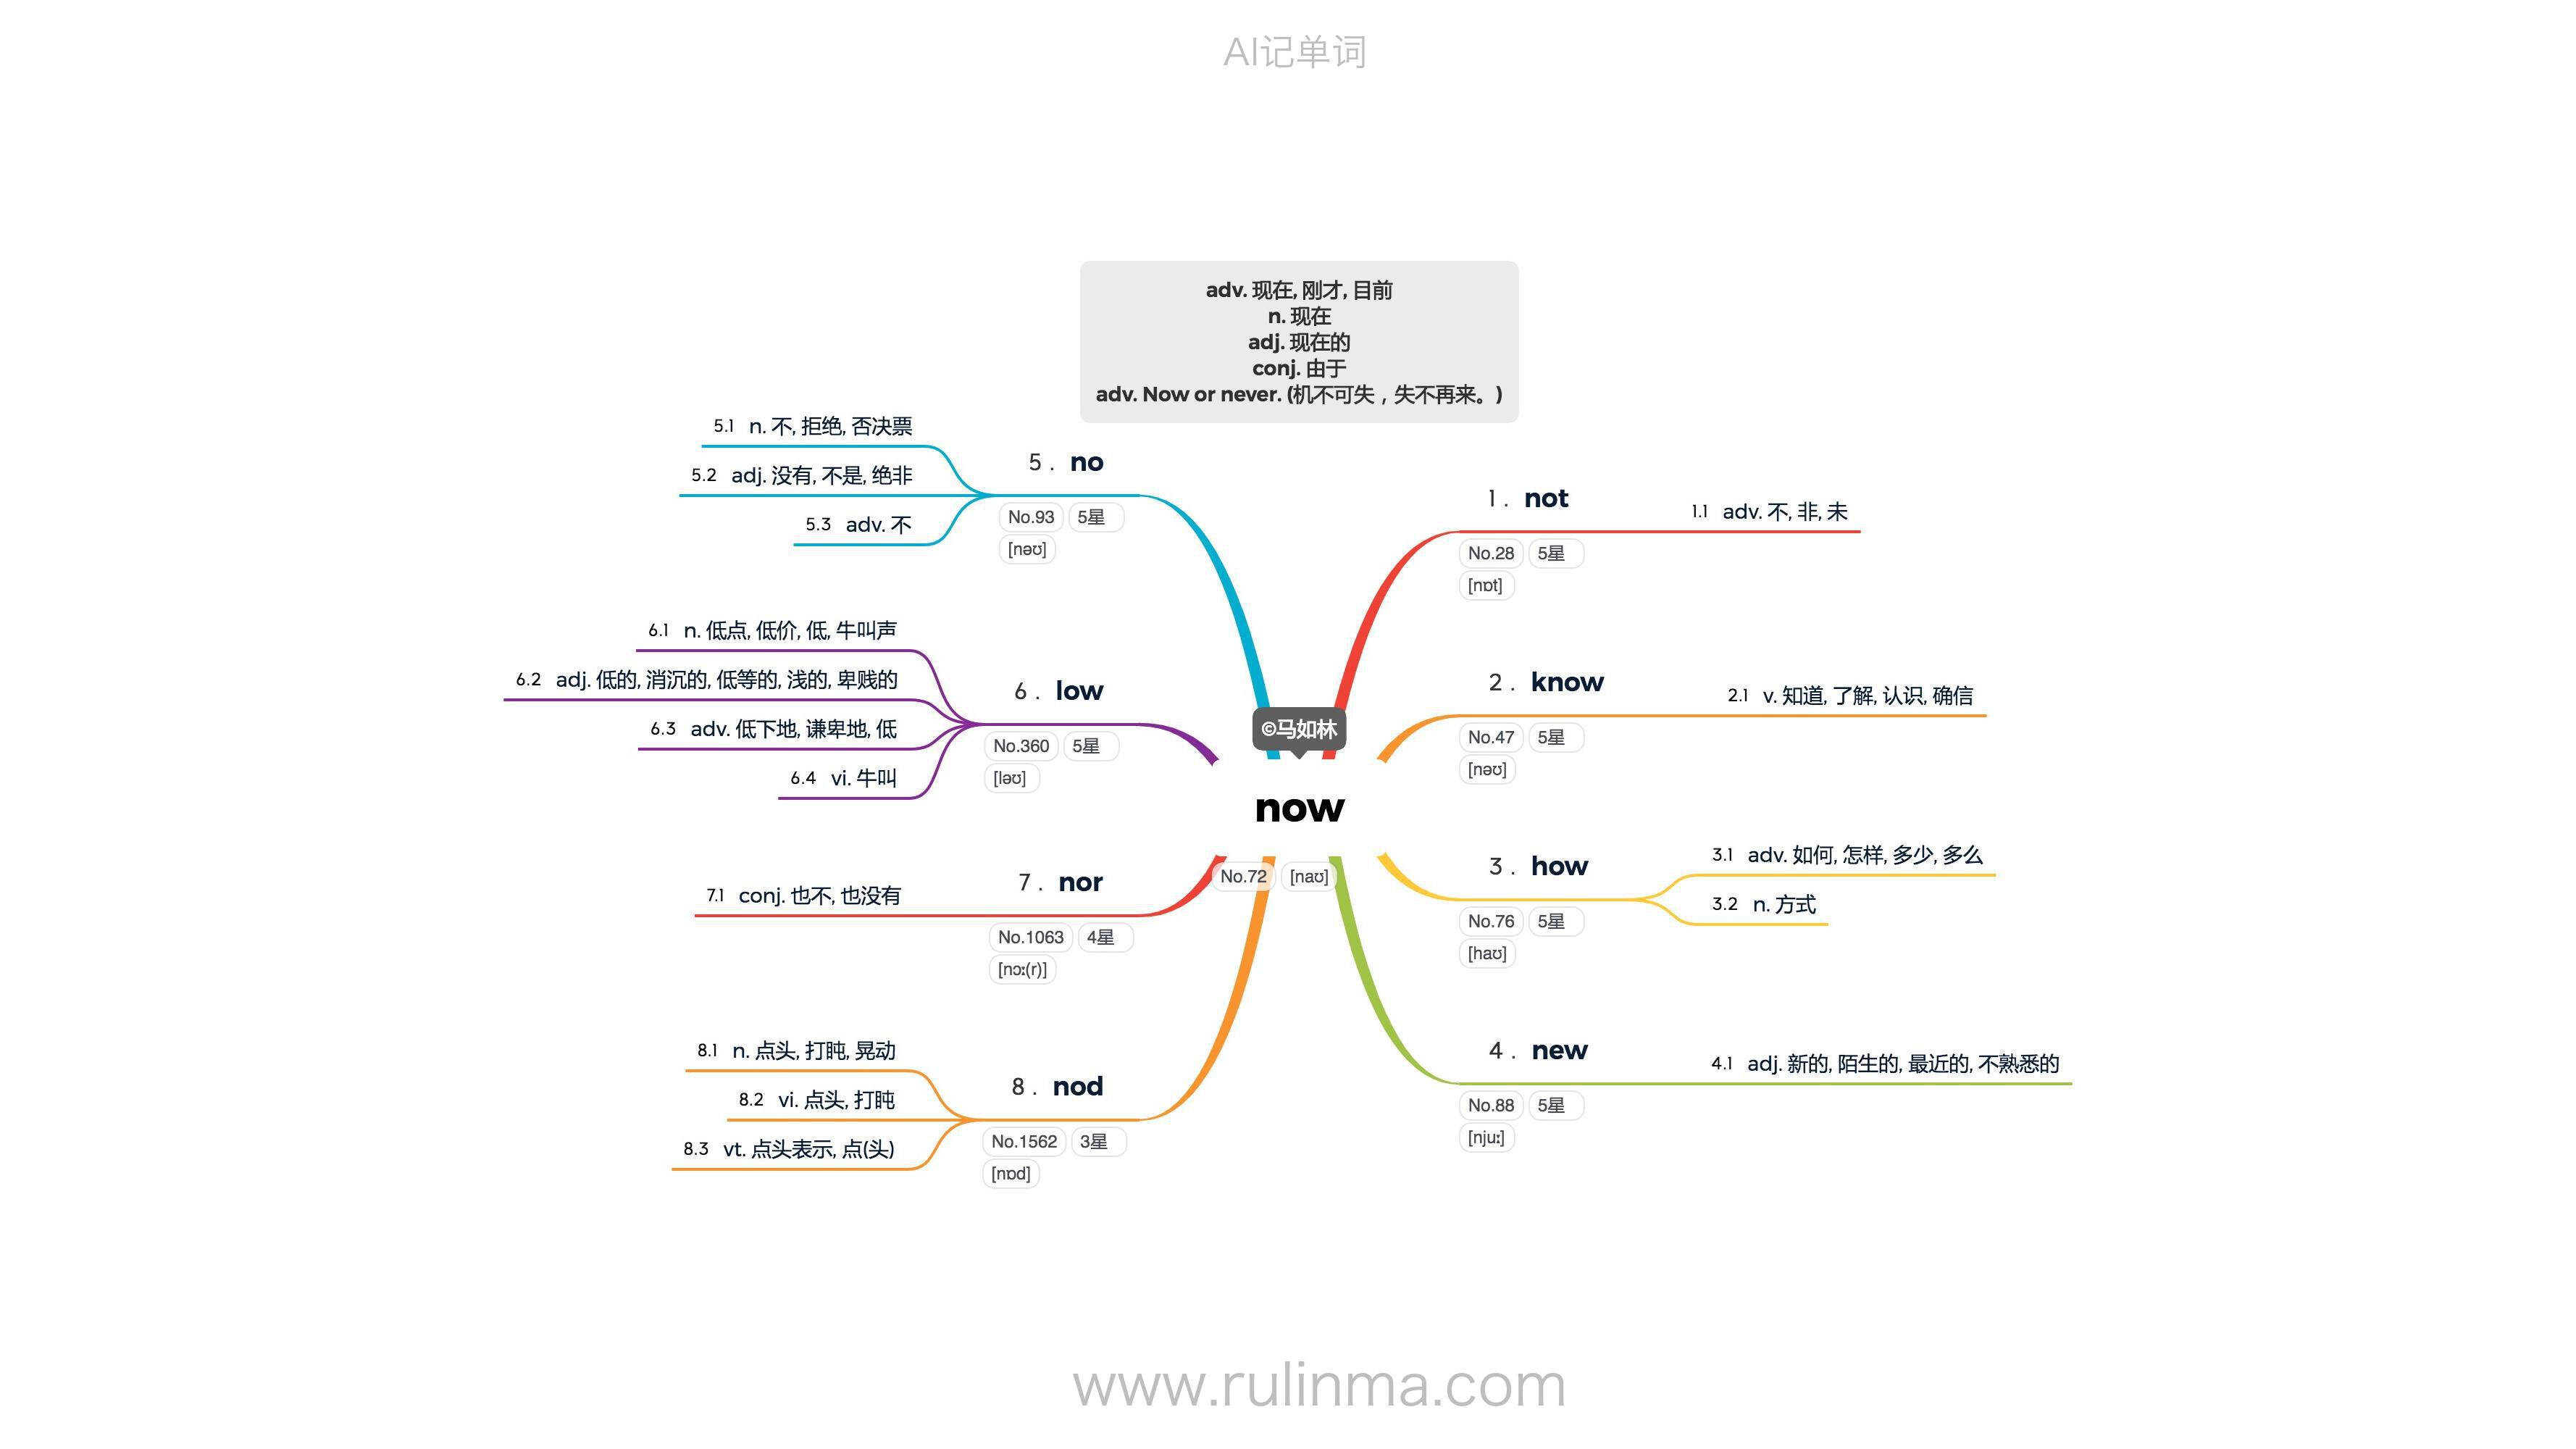 AI记单词
adv. 现在, 刚才, 目前
n. 现在
adj. 现在的
conj. 由于
adv. Now or never. (机不可失，失不再来。)
©马如林
now
No.72 [naʊ]
1 . not
No.28 5星
[nɒt]
1.1 adv. 不, 非, 未
2 . know
No.47 5星
[nəʊ]
2.1 v. 知道, 了解, 认识, 确信
3 . how
No.76 5星
[haʊ]
3.1 adv. 如何, 怎样, 多少, 多么
3.2 n. 方式
4 . new
No.88 5星
[njuː]
4.1 adj. 新的, 陌生的, 最近的, 不熟悉的
5 . no
No.93 5星
[nəʊ]
5.1 n. 不, 拒绝, 否决票
5.2 adj. 没有, 不是, 绝非
5.3 adv. 不
6 . low
No.360 5星
[ləʊ]
6.1 n. 低点, 低价, 低, 牛叫声
6.2 adj. 低的, 消沉的, 低等的, 浅的, 卑贱的
6.3 adv. 低下地, 谦卑地, 低
6.4 vi. 牛叫
7 . nor
No.1063 4星
[nɔː(r)]
7.1 conj. 也不, 也没有
8 . nod
No.1562 3星
[nɒd]
8.1 n. 点头, 打盹, 晃动
8.2 vi. 点头, 打盹
8.3 vt. 点头表示, 点(头)
www.rulinma.com